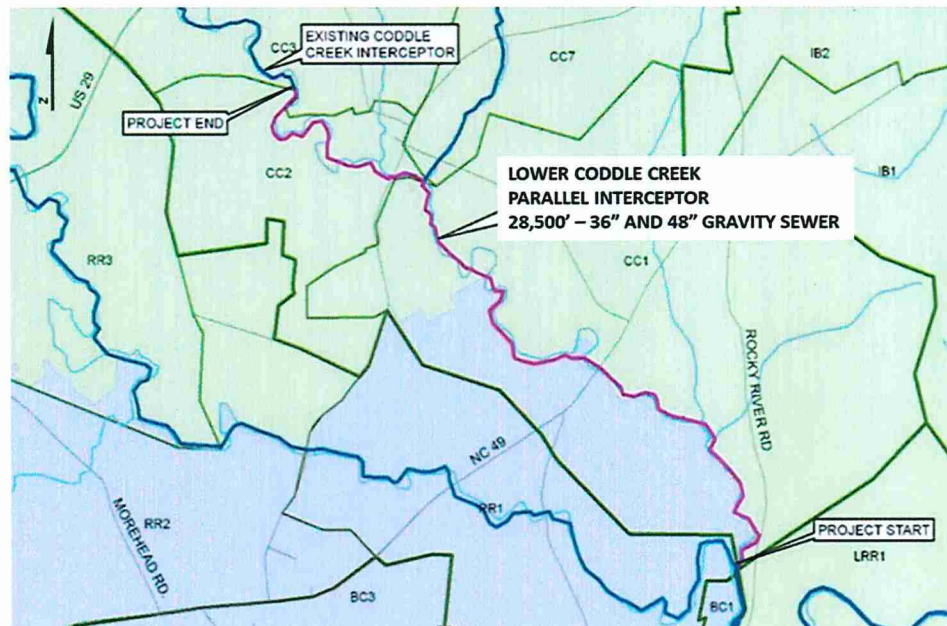 EXISTING CODDLE
CREEK INTERCEPTOR
CC3
CC7
IB2
US 29
N
PROJECT END
CC2
LOWER CODDLE CREEK
PARALLEL INTERCEPTOR
28,500' – 36" AND 48" GRAVITY SEWER
IB1
RR3
CC1
ROCKY RIVER RD
NC 49
RR1
RR2
MOREHEAD RD.
PROJECT START
LRR1
BC3
BC1